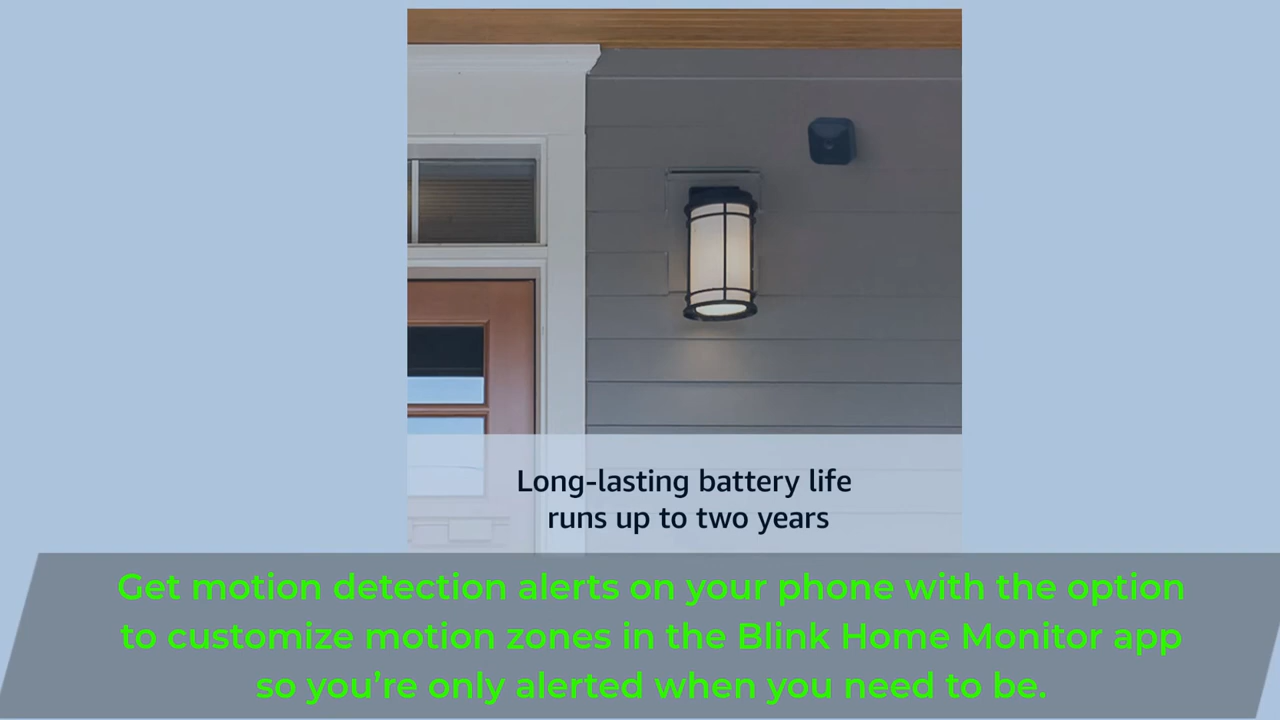 Long-lasting battery life
runs up to two years
Get motion detection alerts on your phone with the option
to customize motion zones in the Blink Home Monitor app
so you’re only alerted when you need to be.